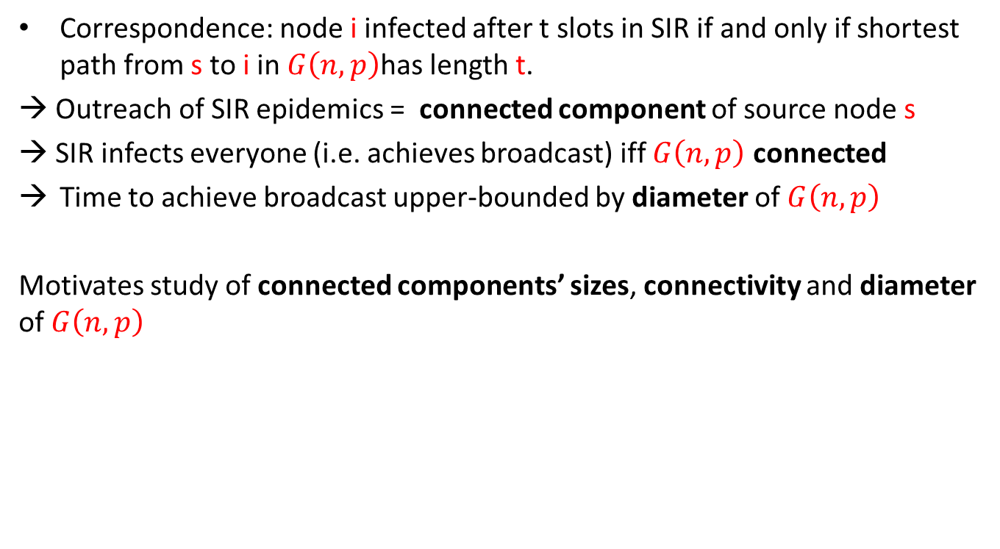 • Correspondence: node i infected after t slots in SIR if and only if shortest
path from s to i in G(n, p)has length t.
→ Outreach of SIR epidemics = connected component of source node s
→ SIR infects everyone (i.e. achieves broadcast) iff G(n, p) connected
→ Time to achieve broadcast upper-bounded by diameter of G(n, p)
Motivates study of connected components’ sizes, connectivity and diameter
of G(n, p)